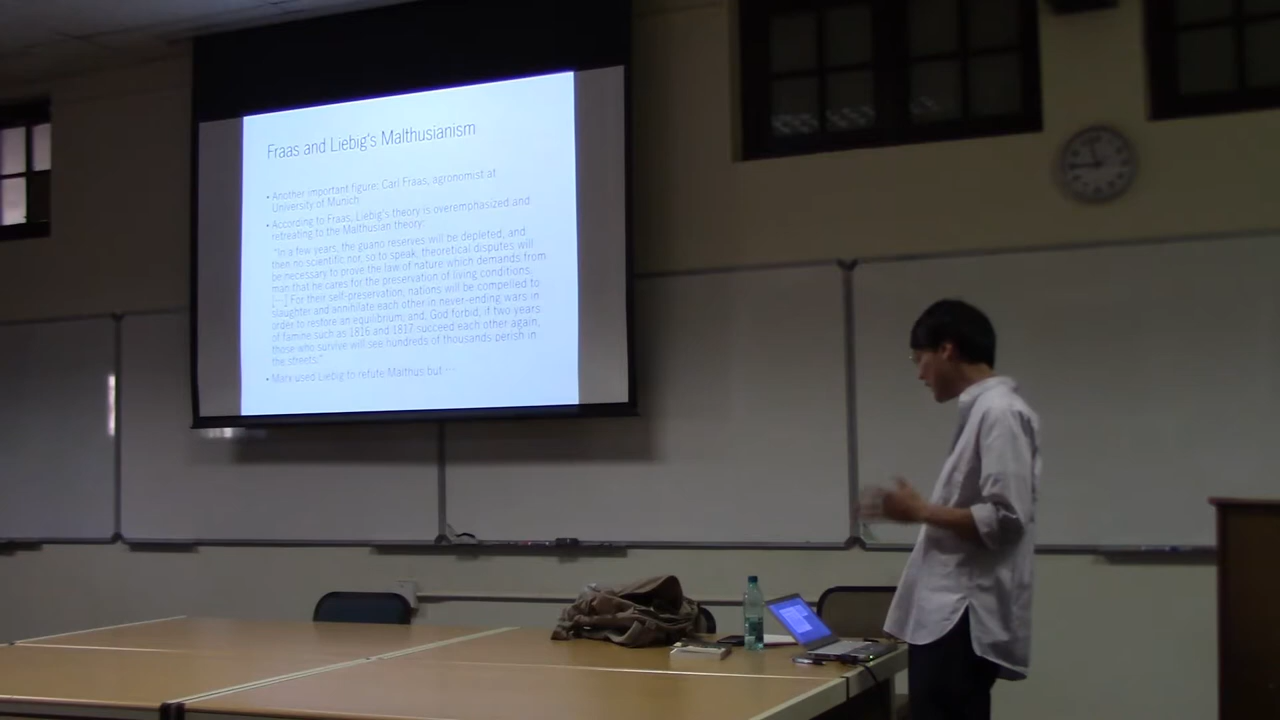 Fraas and Liebig's Malthusianism
• Another important figure: Carl Fraas, agronomist at
University of Munich
• According to Fraas, Liebig's theory is overemphasized and
retreating to the Malthusian theory:
"In a few years, the guano reserves will be depleted, and
then no scientific nor, so to speak, theoretical disputes will
be necessary to prove the law of nature which demands from
man that he cares for the preservation of living conditions.
[…] For their self-preservation, nations will be compelled to
slaughter and annihilate each other in never-ending wars in
order to restore an equilibrium, and, God forbid, if two years
of famine such as 1816 and 1817 succeed each other again,
those who survive will see hundreds of thousands perish in
the streets."
• Marx used Liebig to refute Malthus but …